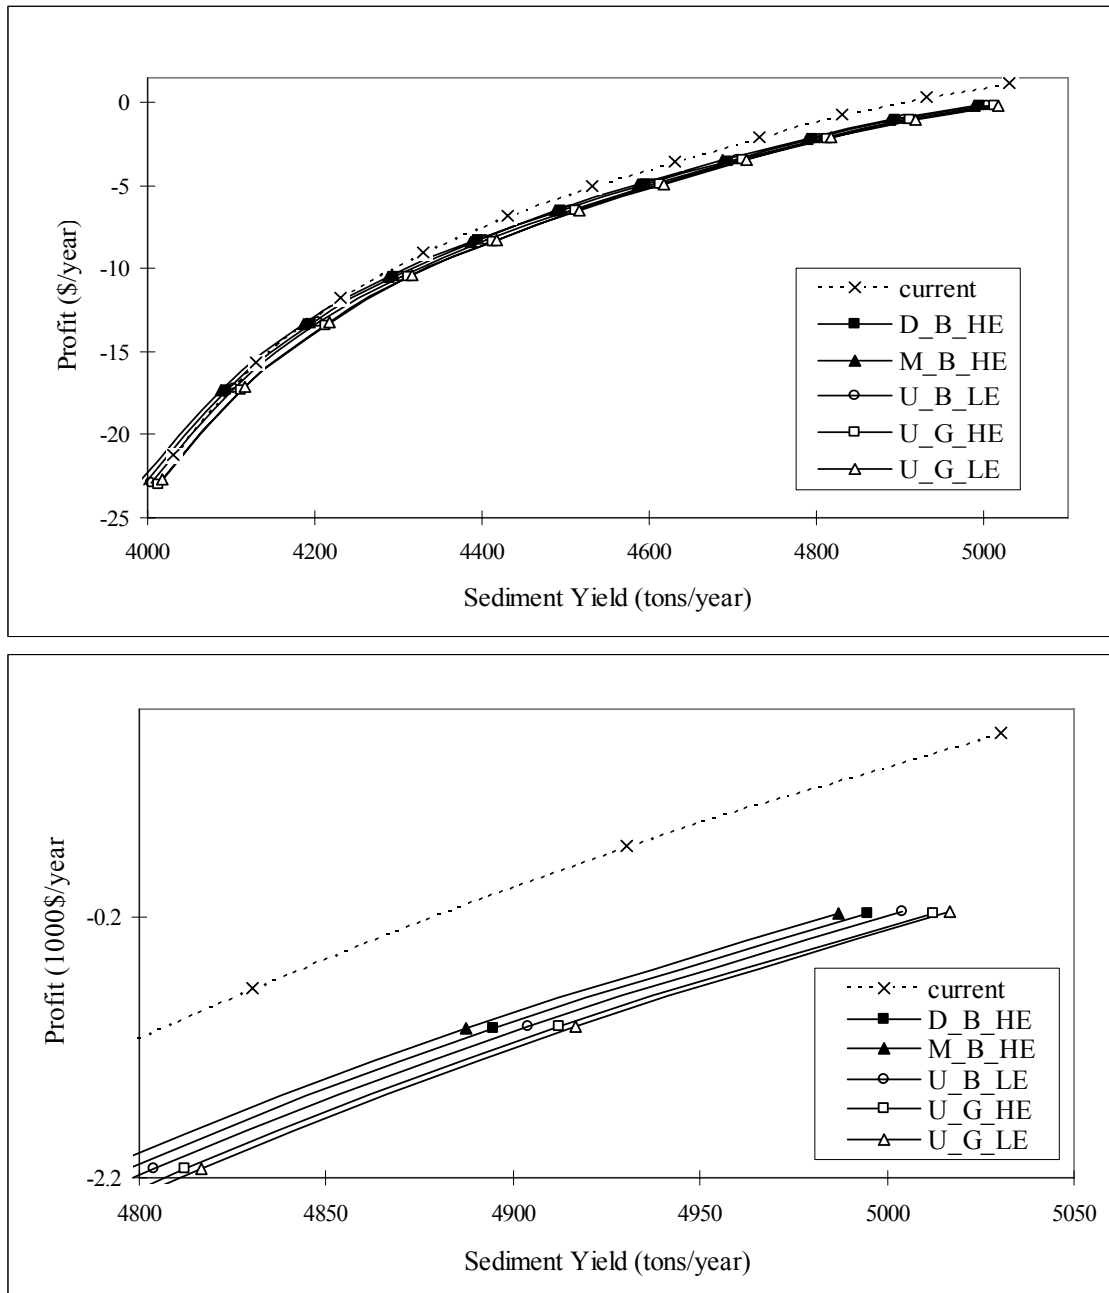 0
-5
-10
-15
-20
-25
Profit ($/year)
4000 4200 4400 4600 4800 5000
Sediment Yield (tons/year)
current
D_B_HE
M_B_HE
U_B_LE
U_G_HE
U_G_LE
-0.2
-2.2
Profit (1000$/year
4800 4850 4900 4950 5000 5050
Sediment Yield (tons/year)
current
D_B_HE
M_B_HE
U_B_LE
U_G_HE
U_G_LE